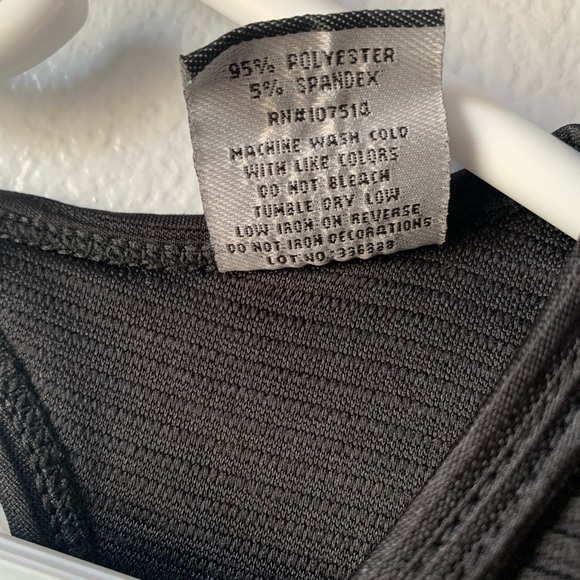 95% POLYESTER
5% SPANDEX
RN#107514
MACHINE WASH COLD
WITH LIKE COLORS
DO NOT BLEACH
TUMBLE DRY LOW
LOW IRON ON REVERSE
DO NOT IRON DECORATIONS
LOT NO.:336888